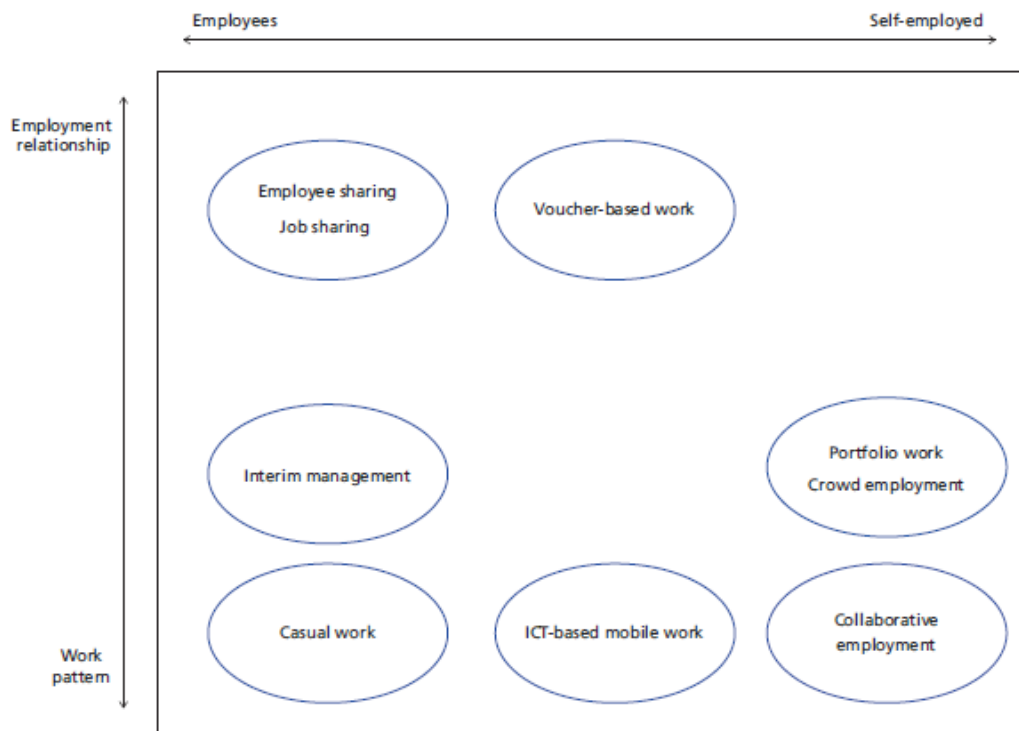 Employees
Self-employed
Employment
relationship
Employee sharing
Job sharing
Voucher-based work
Interim management
Portfolio work
Crowd employment
Casual work
ICT-based mobile work
Collaborative
employment
Work
pattern